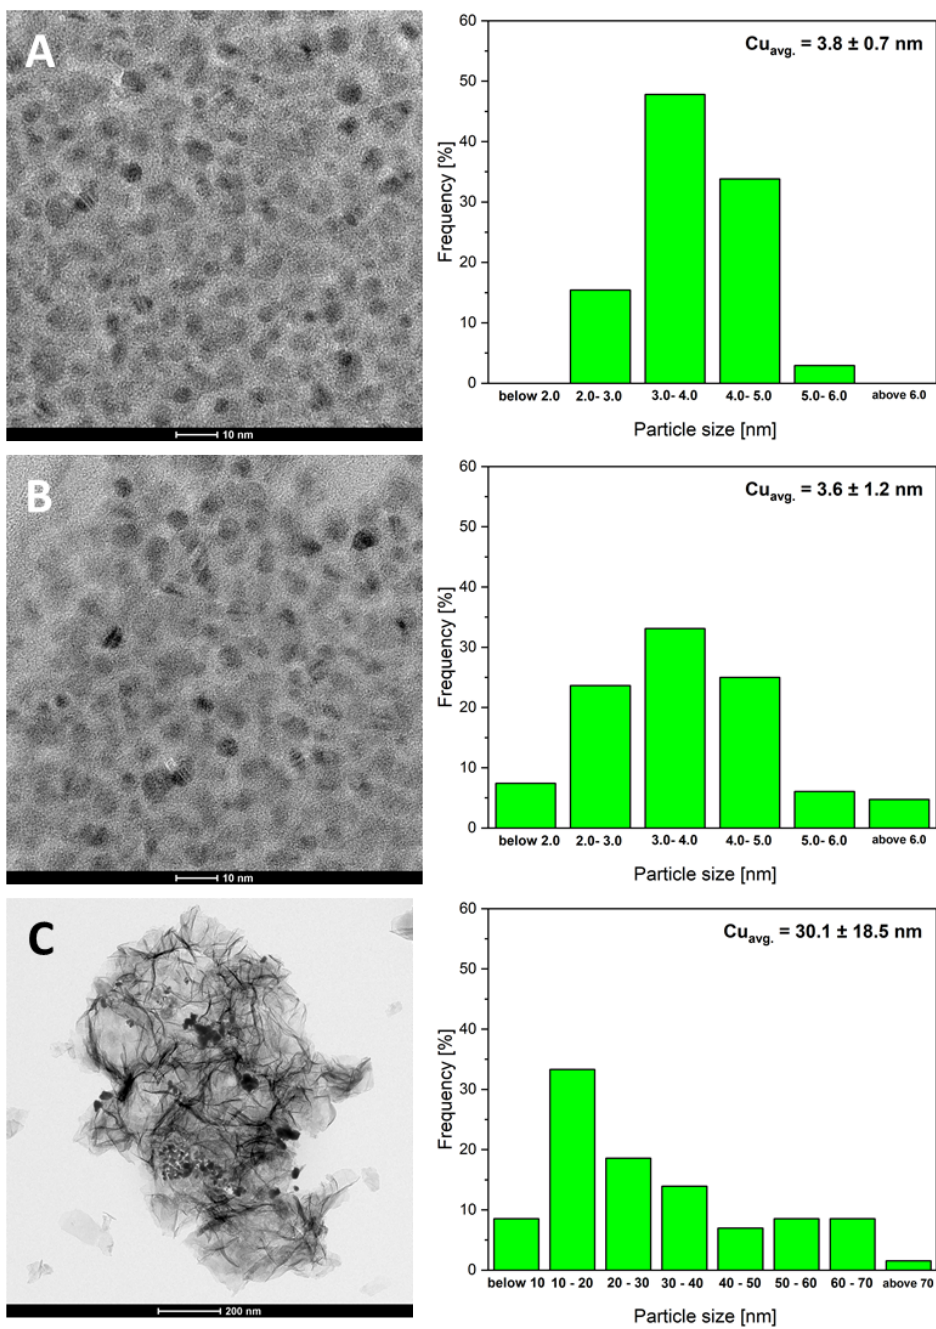 A
10 nm
Cuavg. = 3.8 ± 0.7 nm
Frequency [%]
60
50
40
30
20
10
0
below 2.0 2.0- 3.0 3.0- 4.0 4.0- 5.0 5.0- 6.0 above 6.0
Particle size [nm]
B
10 nm
Cuavg. = 3.6 ± 1.2 nm
Frequency [%]
60
50
40
30
20
10
0
below 2.0 2.0- 3.0 3.0- 4.0 4.0- 5.0 5.0- 6.0 above 6.0
Particle size [nm]
C
200 nm
Cuavg. = 30.1 ± 18.5 nm
Frequency [%]
60
50
40
30
20
10
0
below 10 10 - 20 20 - 30 30 - 40 40 - 50 50 - 60 60 - 70 above 70
Particle size [nm]